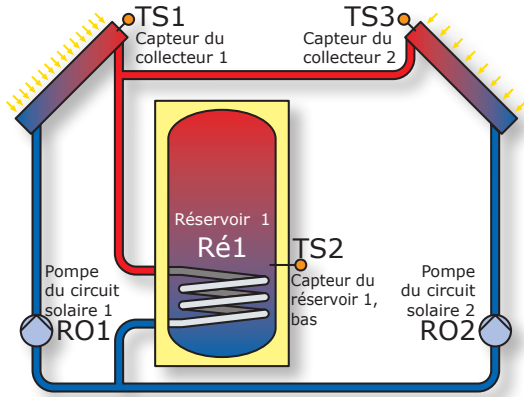 TS1
Capteur du
collecteur 1
TS3
Capteur du
collecteur 2
Réservoir 1
Ré1
TS2
Capteur du
réservoir 1,
bas
Pompe
du circuit
solaire 1
RO1
Pompe
du circuit
solaire 2
RO2